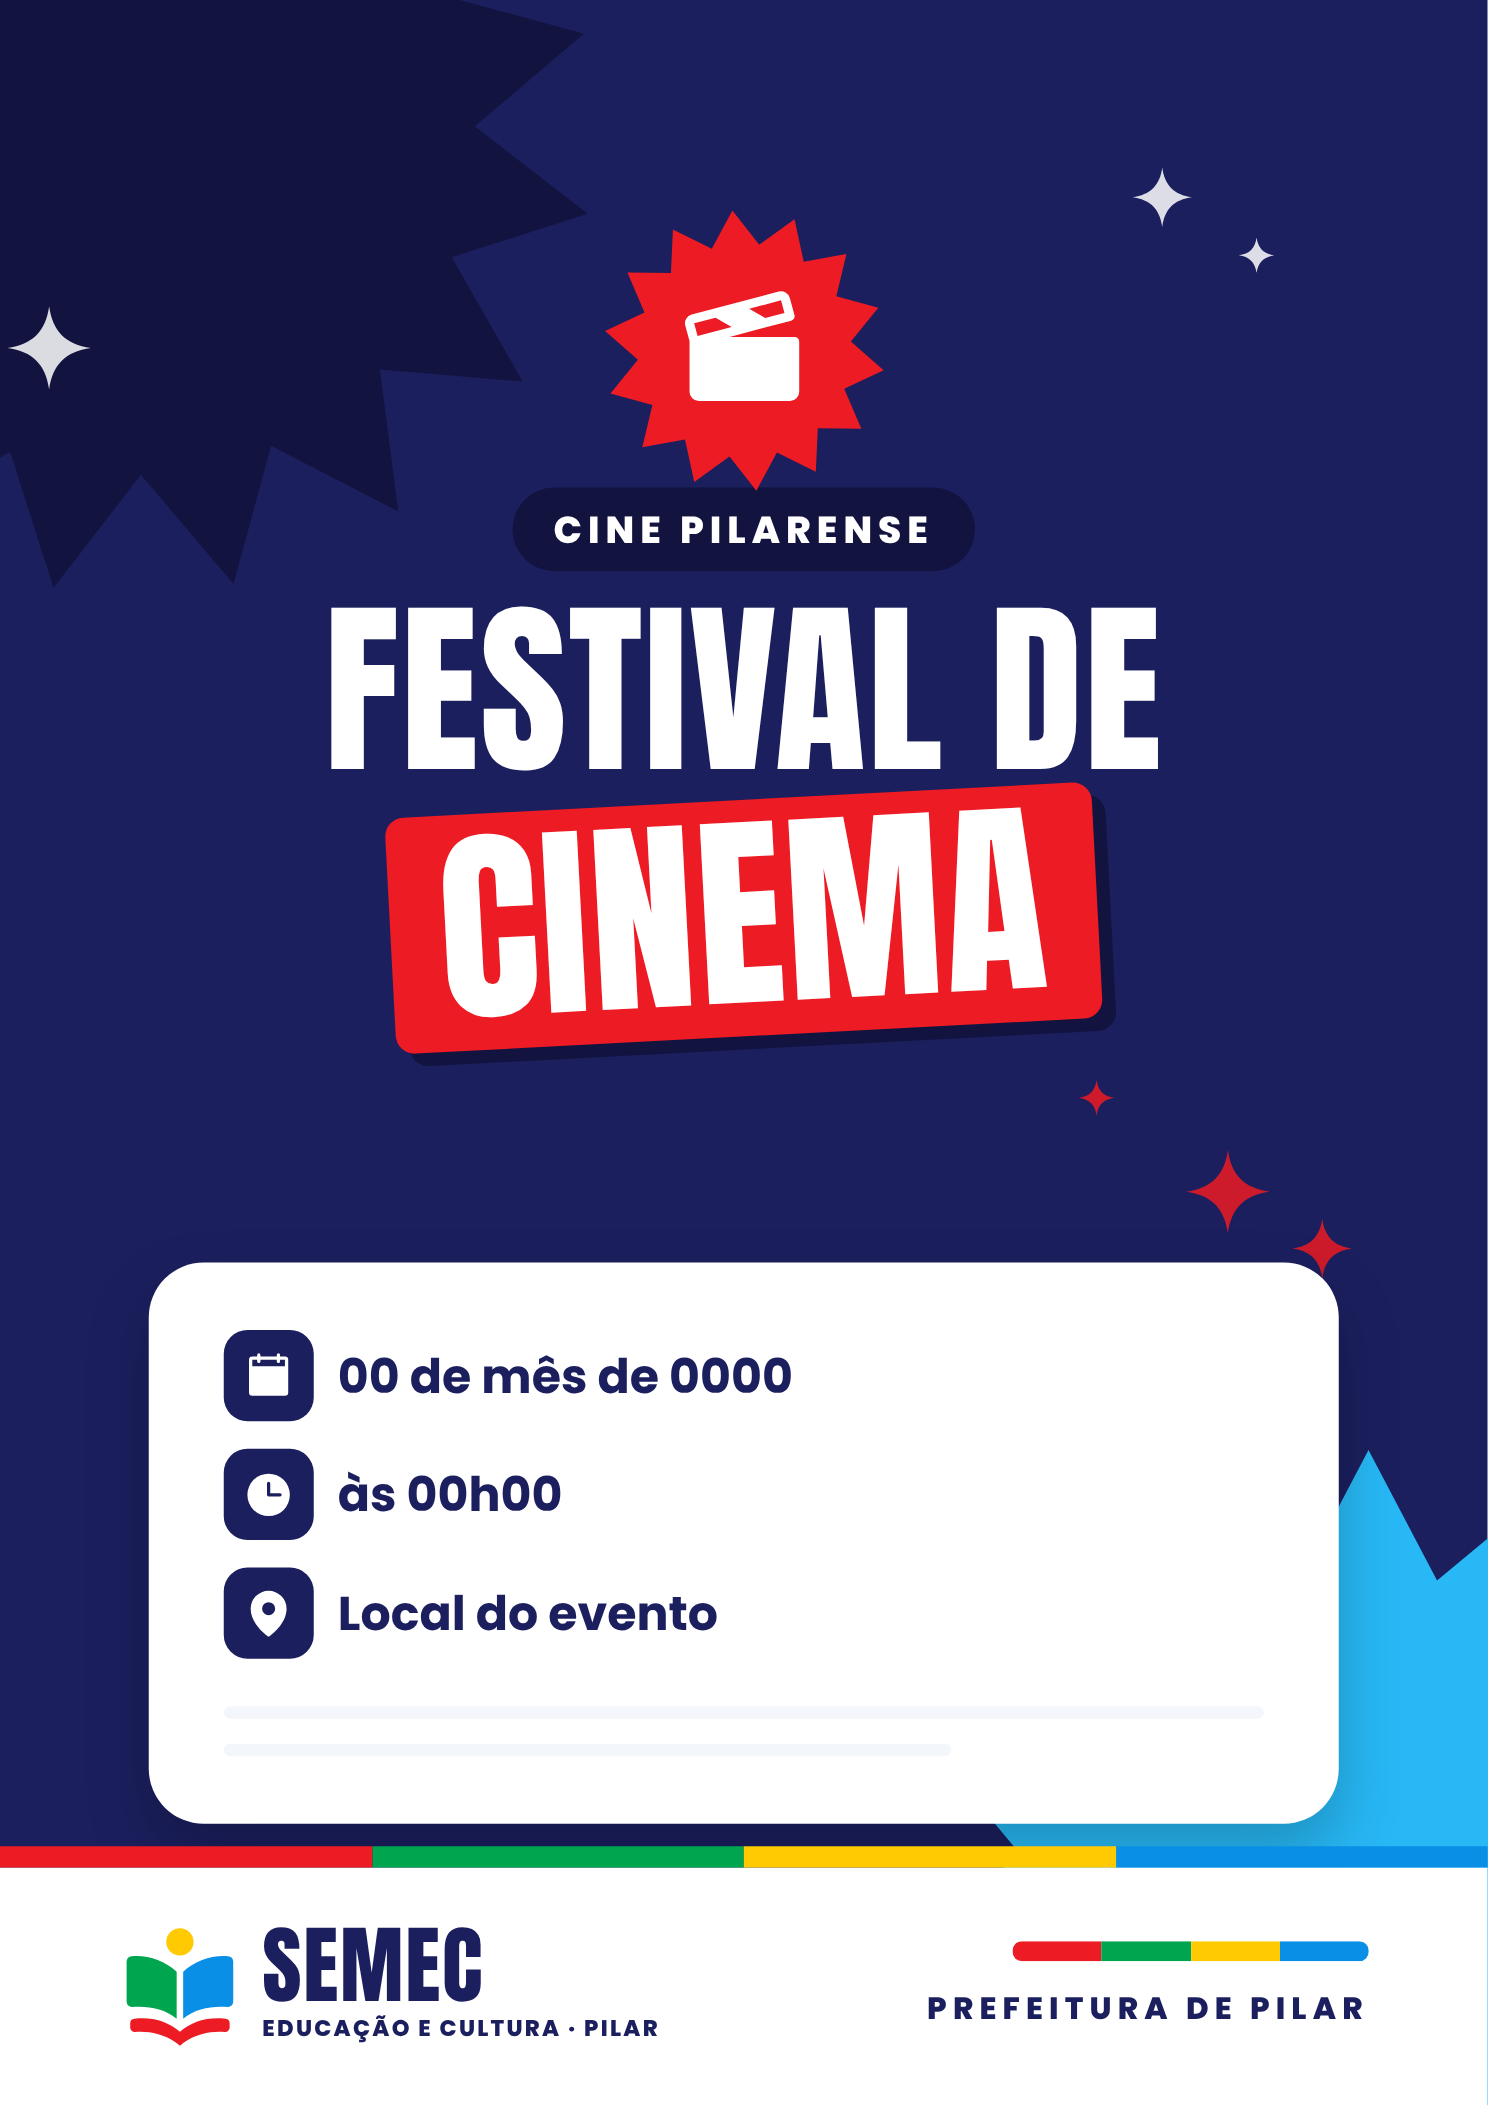 CINE PILARENSE
FESTIVAL DE
CINEMA
00 de mês de 0000
às 00h00
Local do evento
SEMEC
EDUCAÇÃO E CULTURA · PILAR
PREFEITURA DE PILAR